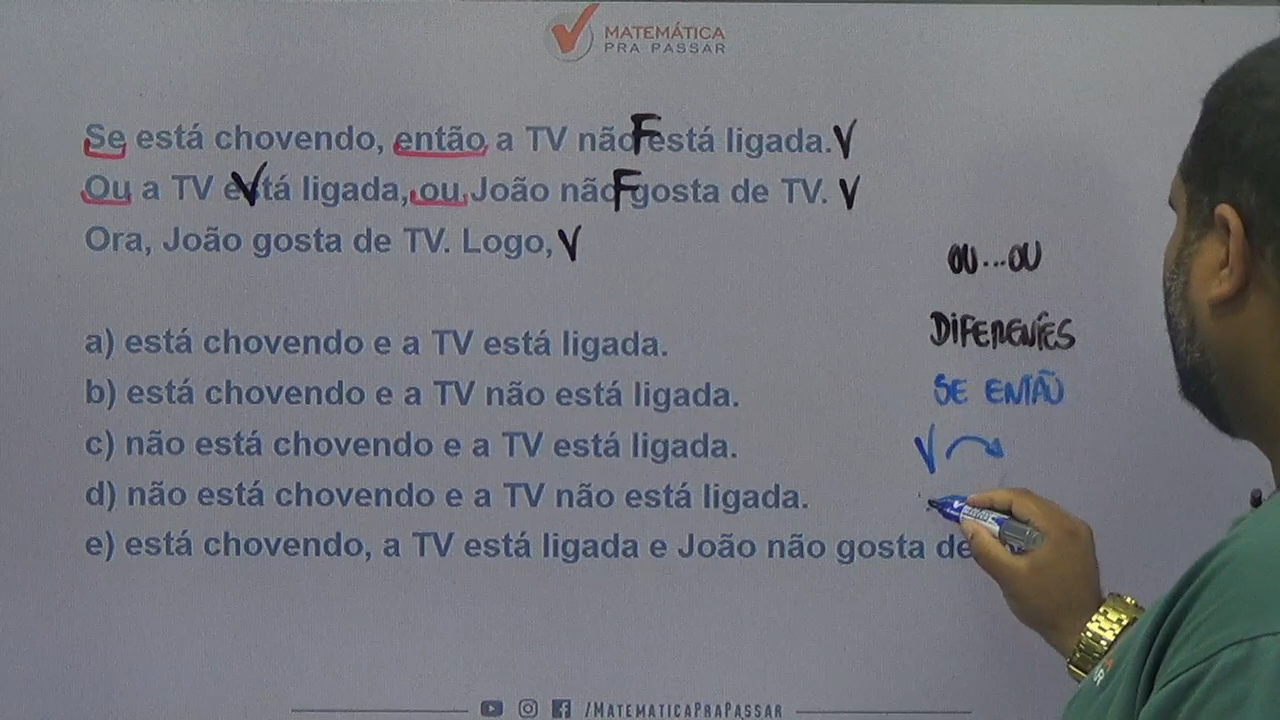 MATEMÁTICA
PRA PASSAR
Se está chovendo, então a TV não F está ligada. V
Ou a TV está V ligada, ou João não F gosta de TV. V
Ora, João gosta de TV. Logo, V
OU...OU
DIFERENTES
SE ENTÃO
V
a) está chovendo e a TV está ligada.
b) está chovendo e a TV não está ligada.
c) não está chovendo e a TV está ligada.
d) não está chovendo e a TV não está ligada.
e) está chovendo, a TV está ligada e João não gosta de
/MATEMATICAPRAPASSAR